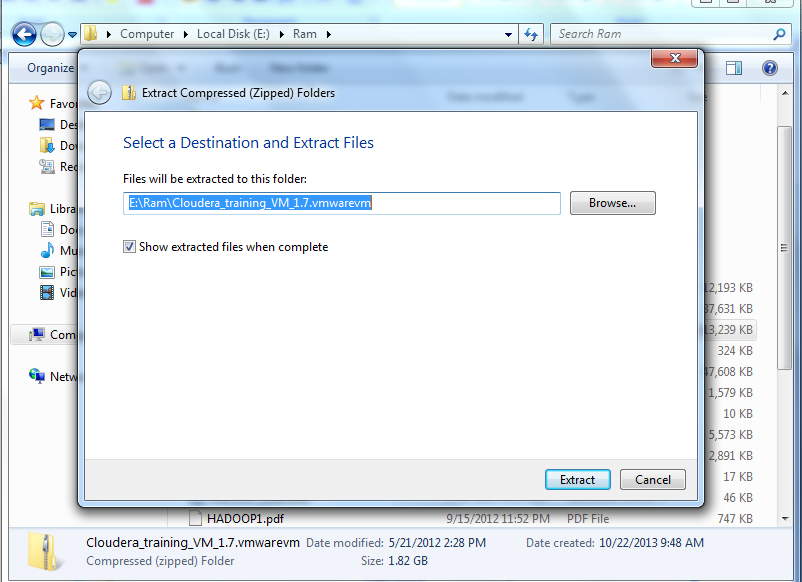 Computer Local Disk (E:) Ram Search Ram
Organize
Extract Compressed (Zipped) Folders
Select a Destination and Extract Files
Files will be extracted to this folder:
E:\Ram\Cloudera_training_VM_1.7.vmwarevm Browse...
Show extracted files when complete
Favo
Des
Do
Rec
Libra
Do
Mu
Pict
Vid
Com
Netw
12,193 KB
37,631 KB
13,239 KB
324 KB
47,608 KB
1,579 KB
10 KB
5,573 KB
2,891 KB
17 KB
46 KB
Extract Cancel
HADOOP1.pdf 9/15/2012 11:52 PM PDF File 747 KB
Cloudera_training_VM_1.7.vmwarevm Date modified: 5/21/2012 2:28 PM Date created: 10/22/2013 9:48 AM
Compressed (zipped) Folder Size: 1.82 GB